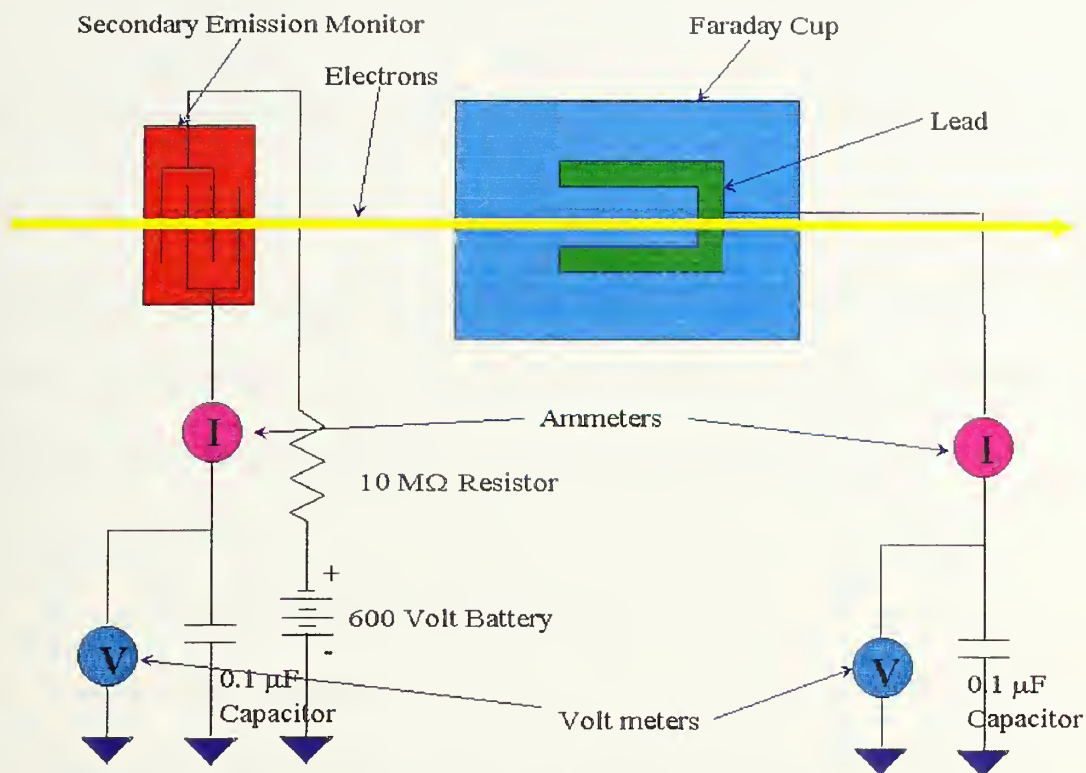 Secondary Emission Monitor
Faraday Cup
Electrons
Lead
I
Ammeters
I
10 MΩ Resistor
+
600 Volt Battery
-
V
0.1 µF
Capacitor
Volt meters
V
0.1 µF
Capacitor